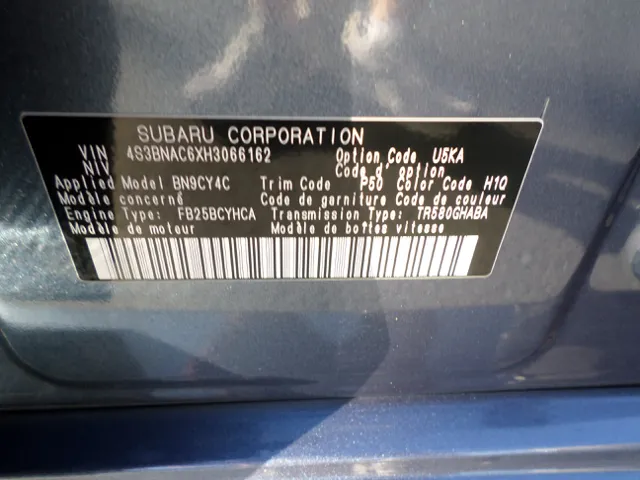 SUBARU CORPORATION
VIN 4S3BNAC6XH3066162 Option Code U5KA
NIV Code d' option
Applied Model BN9CY4C Trim Code P50 Color Code H1Q
Modèle concerné Code de garniture Code de couleur
Engine Type: FB25BCYHCA Transmission Type: TR580GHABA
Modèle de moteur Modèle de boîtes vitesse